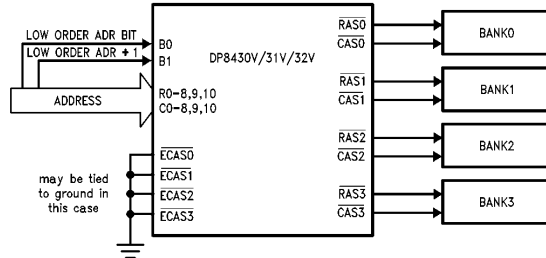 LOW ORDER ADR BIT
LOW ORDER ADR + 1
ADDRESS
B0
B1
R0-8,9,10
C0-8,9,10
DP8430V/31V/32V
ECAS0
ECAS1
ECAS2
ECAS3
may be tied
to ground in
this case
RAS0
CAS0
RAS1
CAS1
RAS2
CAS2
RAS3
CAS3
BANK0
BANK1
BANK2
BANK3